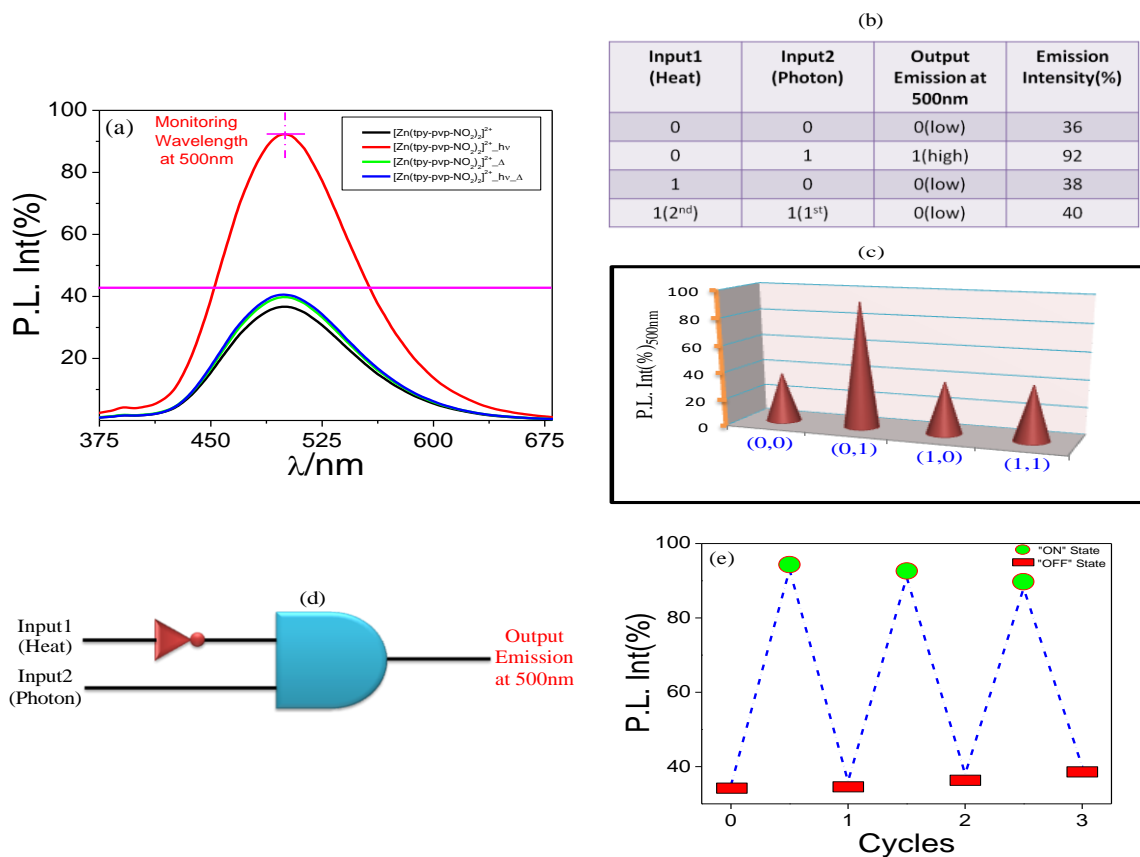 (a)
Monitoring
Wavelength
at 500nm
[Zn(tpy-pvp-NO₂)₂]²⁺
[Zn(tpy-pvp-NO₂)₂]²⁺_hν
[Zn(tpy-pvp-NO₂)₂]²⁺_Δ
[Zn(tpy-pvp-NO₂)₂]²⁺_hν_Δ
P.L. Int(%)
100
80
60
40
20
375 450 525 600 675
λ/nm
(b)
Input1 (Heat) Input2 (Photon) Output Emission at 500nm Emission Intensity(%)
0 0 0(low) 36
0 1 1(high) 92
1 0 0(low) 38
1(2ⁿᵈ) 1(1ˢᵗ) 0(low) 40
(c)
P.L. Int(%)500nm
100
80
60
40
20
0
(0,0) (0,1) (1,0) (1,1)
(d)
Input1
(Heat)
Input2
(Photon)
Output
Emission
at 500nm
(e)
"ON" State
"OFF" State
P.L. Int(%)
100
80
60
40
0 1 2 3
Cycles